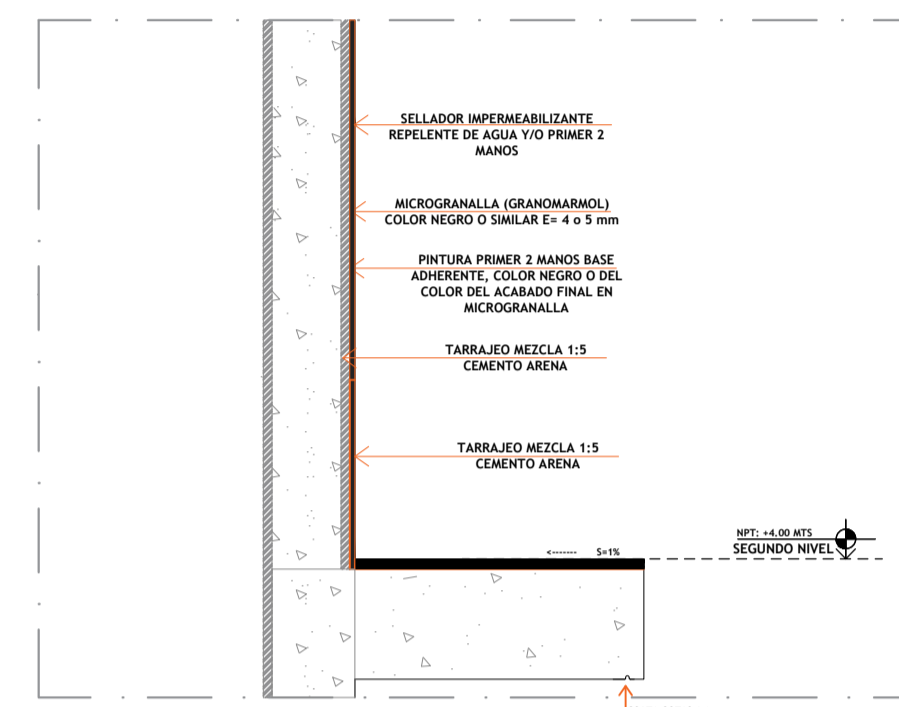 SELLADOR IMPERMEABILIZANTE
REPELENTE DE AGUA Y/O PRIMER 2
MANOS
MICROGRANALLA (GRANOMARMOL)
COLOR NEGRO O SIMILAR E= 4 o 5 mm
PINTURA PRIMER 2 MANOS BASE
ADHERENTE, COLOR NEGRO O DEL
COLOR DEL ACABADO FINAL EN
MICROGRANALLA
TARRAJEO MEZCLA 1:5
CEMENTO ARENA
TARRAJEO MEZCLA 1:5
CEMENTO ARENA
NPT: +4.00 MTS
SEGUNDO NIVEL
S=1%